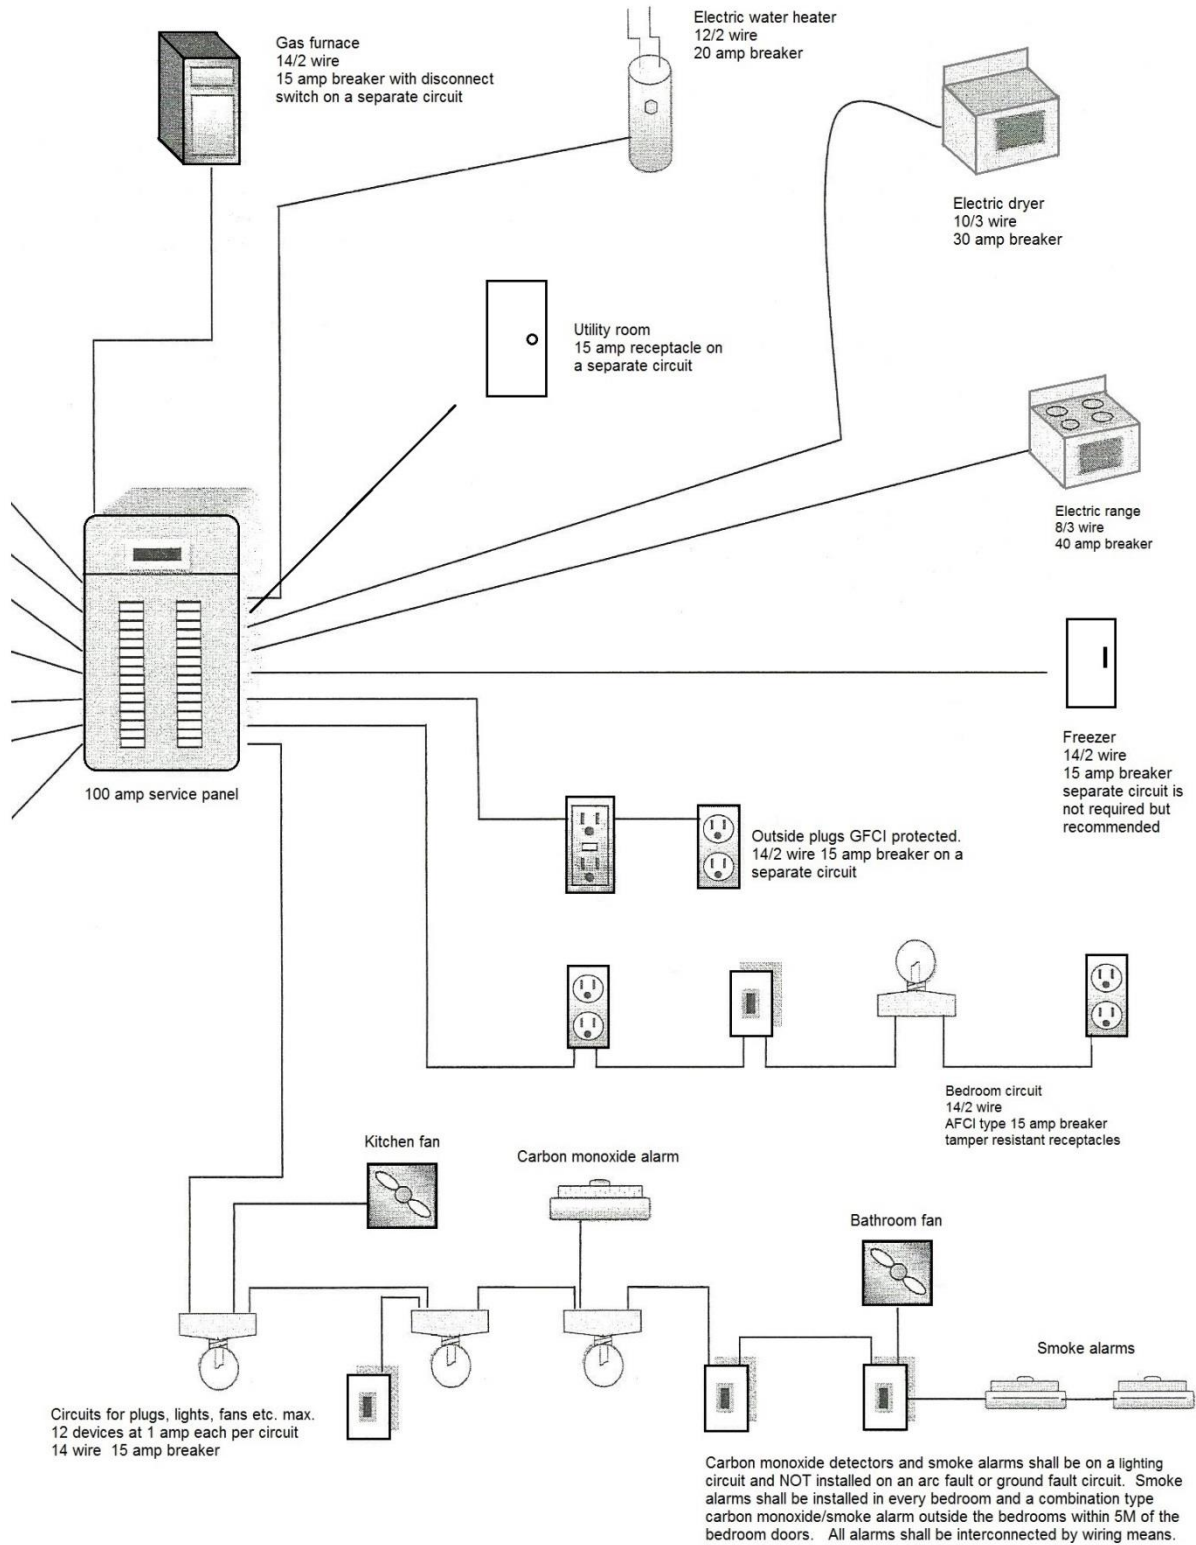 Gas furnace
14/2 wire
15 amp breaker with disconnect
switch on a separate circuit
Electric water heater
12/2 wire
20 amp breaker
Electric dryer
10/3 wire
30 amp breaker
Utility room
15 amp receptacle on
a separate circuit
Electric range
8/3 wire
40 amp breaker
100 amp service panel
Freezer
14/2 wire
15 amp breaker
separate circuit is
not required but
recommended
Outside plugs GFCI protected.
14/2 wire 15 amp breaker on a
separate circuit
Bedroom circuit
14/2 wire
AFCI type 15 amp breaker
tamper resistant receptacles
Kitchen fan
Carbon monoxide alarm
Bathroom fan
Smoke alarms
Circuits for plugs, lights, fans etc. max.
12 devices at 1 amp each per circuit
14 wire 15 amp breaker
Carbon monoxide detectors and smoke alarms shall be on a lighting
circuit and NOT installed on an arc fault or ground fault circuit. Smoke
alarms shall be installed in every bedroom and a combination type
carbon monoxide/smoke alarm outside the bedrooms within 5M of the
bedroom doors. All alarms shall be interconnected by wiring means.